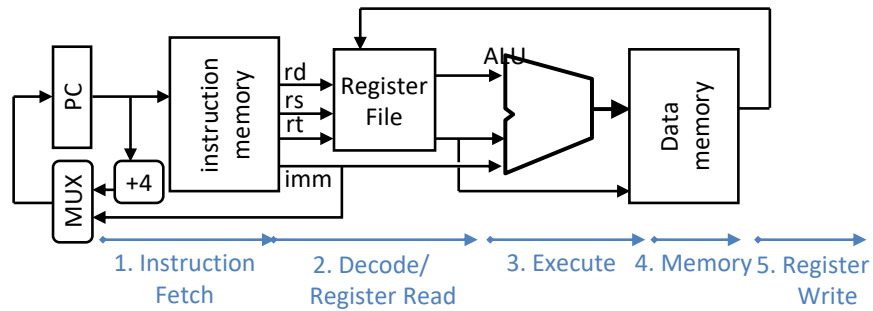 ALU
PC
instruction
memory
rd
rs
rt
imm
Register
File
Data
memory
+4
MUX
1. Instruction
Fetch
2. Decode/
Register Read
3. Execute
4. Memory
5. Register
Write